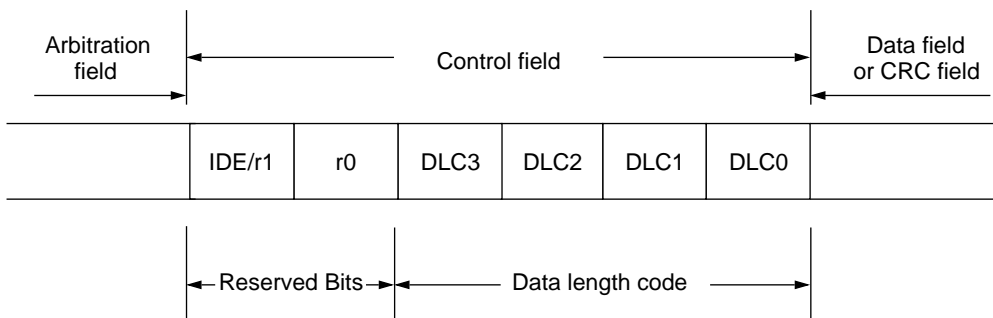 Arbitration
field
Control field
Data field
or CRC field
IDE/r1 r0 DLC3 DLC2 DLC1 DLC0
Reserved Bits Data length code